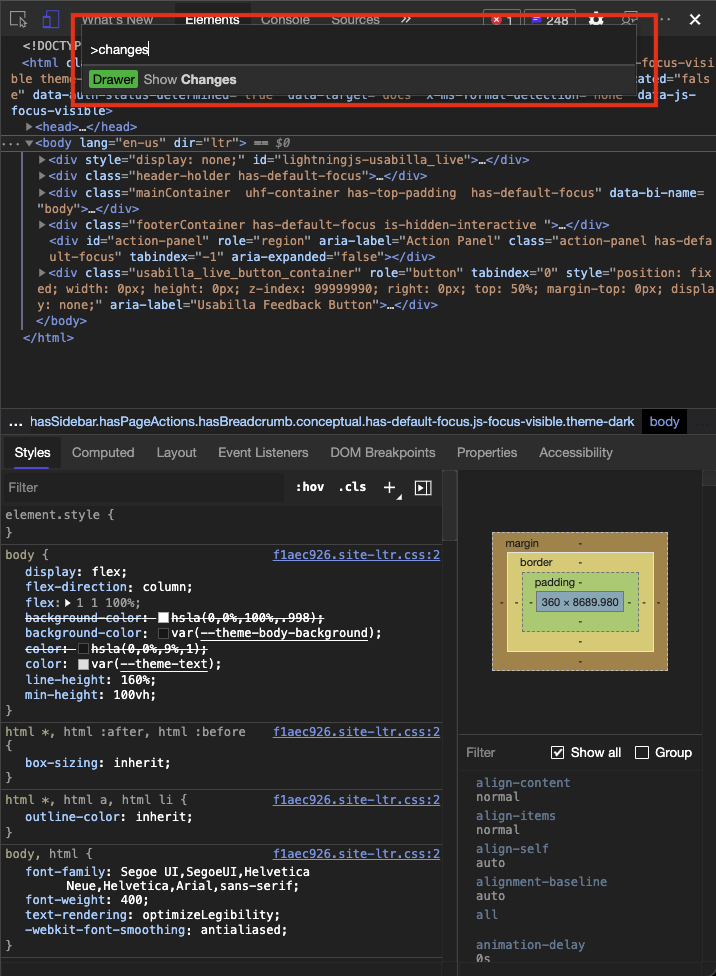 What's New Elements Console Sources » 1 248
>changes
Drawer Show Changes
<!DOCTYP
<html cl -focus-visi
ble theme- cated="fals
e" data-auth-status-determined="true" data-target="docs" x-ms-format-detection="none" data-js-
focus-visible>
<head>…</head>
··· <body lang="en-us" dir="ltr"> == $0
<div style="display: none;" id="lightningjs-usabilla_live">…</div>
<div class="header-holder has-default-focus">…</div>
<div class="mainContainer  uhf-container has-top-padding  has-default-focus" data-bi-name=
"body">…</div>
<div class="footerContainer has-default-focus is-hidden-interactive ">…</div>
<div id="action-panel" role="region" aria-label="Action Panel" class="action-panel has-defa
ult-focus" tabindex="-1" aria-expanded="false"></div>
<div class="usabilla_live_button_container" role="button" tabindex="0" style="position: fix
ed; width: 0px; height: 0px; z-index: 99999990; right: 0px; top: 50%; margin-top: 0px; displa
y: none;" aria-label="Usabilla Feedback Button">…</div>
</body>
</html>
... hasSidebar.hasPageActions.hasBreadcrumb.conceptual.has-default-focus.js-focus-visible.theme-dark body
Styles Computed Layout Event Listeners DOM Breakpoints Properties Accessibility
Filter :hov .cls +
element.style {
}
body { f1aec926.site-ltr.css:2
display: flex;
flex-direction: column;
flex: 1 1 100%;
background-color: hsla(0,0%,100%,.998);
background-color: var(--theme-body-background);
color: hsla(0,0%,9%,1);
color: var(--theme-text);
line-height: 160%;
min-height: 100vh;
}
html *, html :after, html :before f1aec926.site-ltr.css:2
{
box-sizing: inherit;
}
html *, html a, html li { f1aec926.site-ltr.css:2
outline-color: inherit;
}
body, html { f1aec926.site-ltr.css:2
font-family: Segoe UI,SegoeUI,Helvetica
Neue,Helvetica,Arial,sans-serif;
font-weight: 400;
text-rendering: optimizeLegibility;
-webkit-font-smoothing: antialiased;
}
margin -
border -
padding -
- - - 360 × 8689.980 - - -
-
-
-
Filter Show all Group
align-content
normal
align-items
normal
align-self
auto
alignment-baseline
auto
all
animation-delay
0s